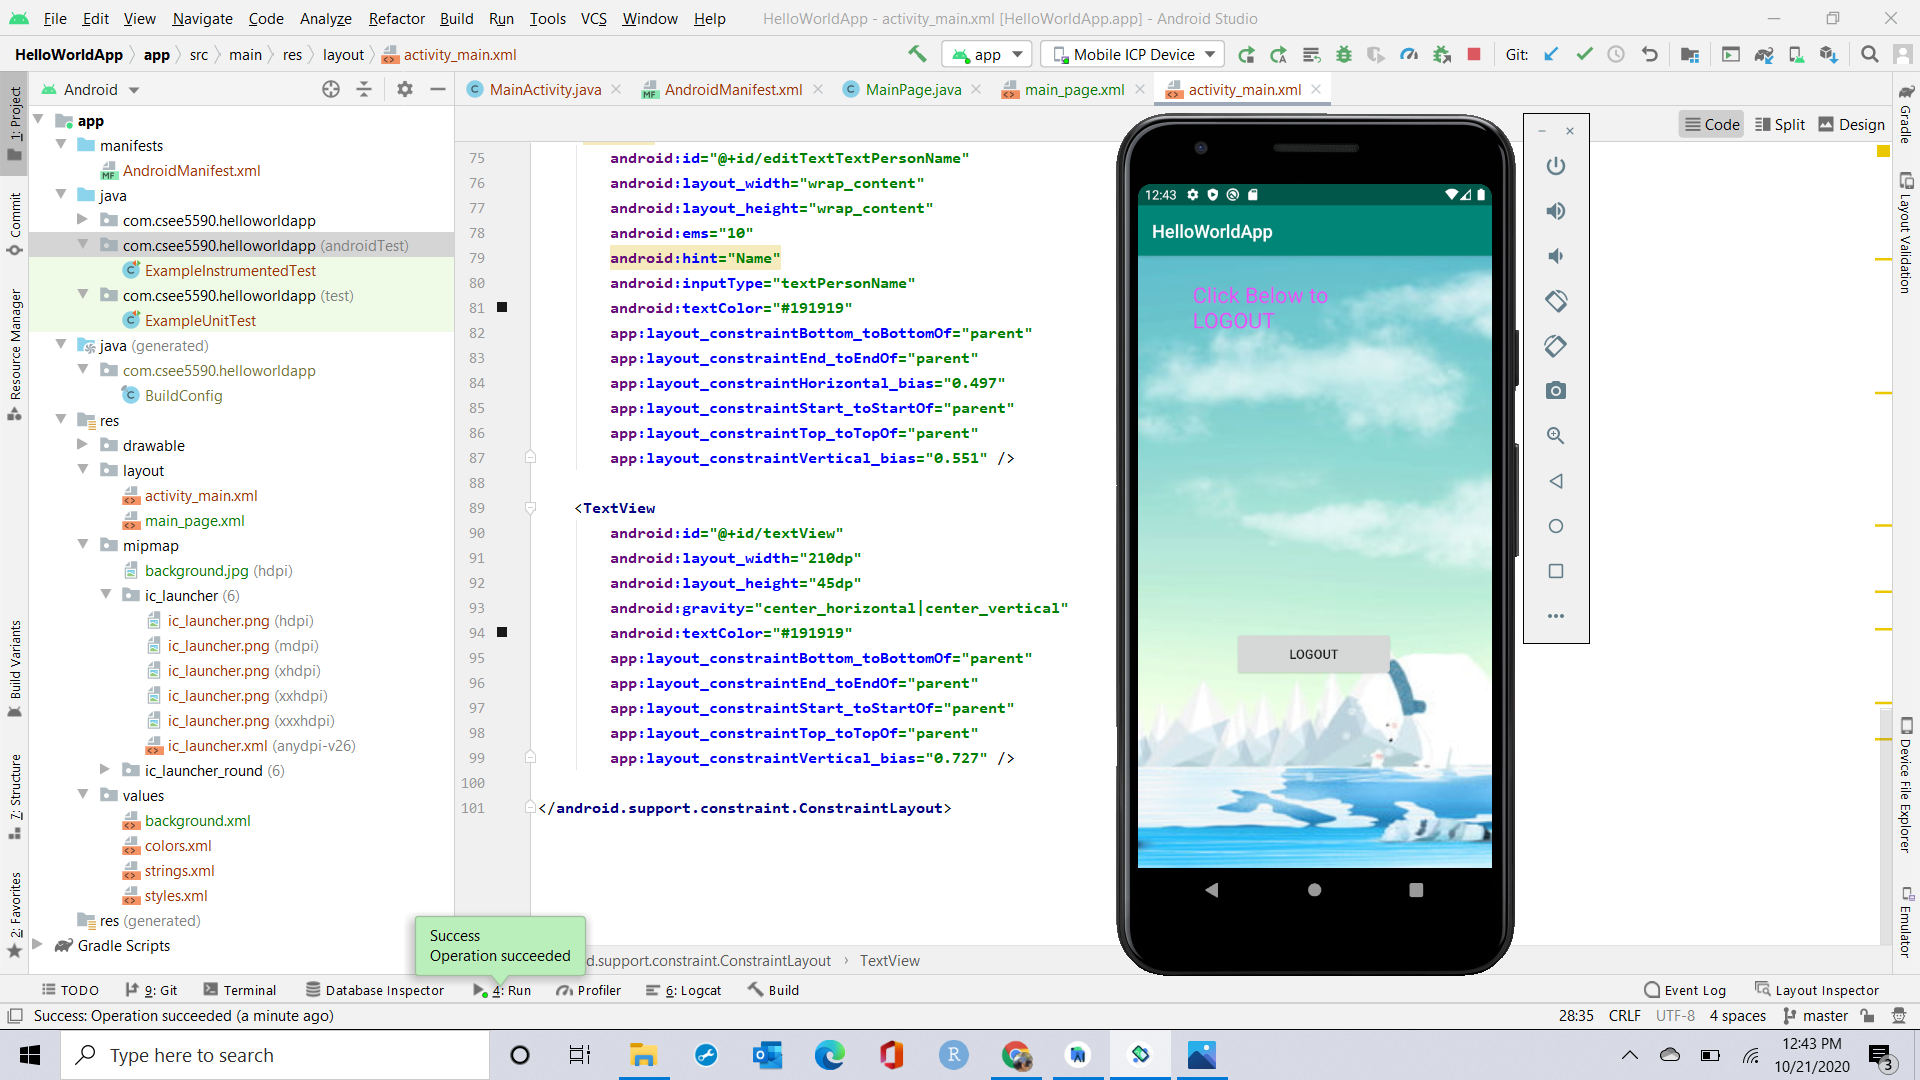 File Edit View Navigate Code Analyze Refactor Build Run Tools VCS Window Help HelloWorldApp - activity_main.xml [HelloWorldApp.app] - Android Studio
HelloWorldApp app src main res layout activity_main.xml app Mobile ICP Device Git:
Android
MainActivity.java AndroidManifest.xml MainPage.java main_page.xml activity_main.xml
Code Split Design
1: Project
Commit
Resource Manager
Build Variants
7: Structure
2: Favorites
app
manifests
AndroidManifest.xml
java
com.csee5590.helloworldapp
com.csee5590.helloworldapp (androidTest)
ExampleInstrumentedTest
com.csee5590.helloworldapp (test)
ExampleUnitTest
java (generated)
com.csee5590.helloworldapp
BuildConfig
res
drawable
layout
activity_main.xml
main_page.xml
mipmap
background.jpg (hdpi)
ic_launcher (6)
ic_launcher.png (hdpi)
ic_launcher.png (mdpi)
ic_launcher.png (xhdpi)
ic_launcher.png (xxhdpi)
ic_launcher.png (xxxhdpi)
ic_launcher.xml (anydpi-v26)
ic_launcher_round (6)
values
background.xml
colors.xml
strings.xml
styles.xml
res (generated)
Gradle Scripts
75 android:id="@+id/editTextTextPersonName"
76 android:layout_width="wrap_content"
77 android:layout_height="wrap_content"
78 android:ems="10"
79 android:hint="Name"
80 android:inputType="textPersonName"
81 android:textColor="#191919"
82 app:layout_constraintBottom_toBottomOf="parent"
83 app:layout_constraintEnd_toEndOf="parent"
84 app:layout_constraintHorizontal_bias="0.497"
85 app:layout_constraintStart_toStartOf="parent"
86 app:layout_constraintTop_toTopOf="parent"
87 app:layout_constraintVertical_bias="0.551" />
88
89 <TextView
90 android:id="@+id/textView"
91 android:layout_width="210dp"
92 android:layout_height="45dp"
93 android:gravity="center_horizontal|center_vertical"
94 android:textColor="#191919"
95 app:layout_constraintBottom_toBottomOf="parent"
96 app:layout_constraintEnd_toEndOf="parent"
97 app:layout_constraintStart_toStartOf="parent"
98 app:layout_constraintTop_toTopOf="parent"
99 app:layout_constraintVertical_bias="0.727" />
100
101 </android.support.constraint.ConstraintLayout>
12:43
HelloWorldApp
Click Below to
LOGOUT
LOGOUT
Gradle
Layout Validation
Device File Explorer
Emulator
Success
Operation succeeded
d.support.constraint.ConstraintLayout › TextView
TODO 9: Git Terminal Database Inspector 4: Run Profiler 6: Logcat Build Event Log Layout Inspector
Success: Operation succeeded (a minute ago) 28:35 CRLF UTF-8 4 spaces master
Type here to search
12:43 PM
10/21/2020
3